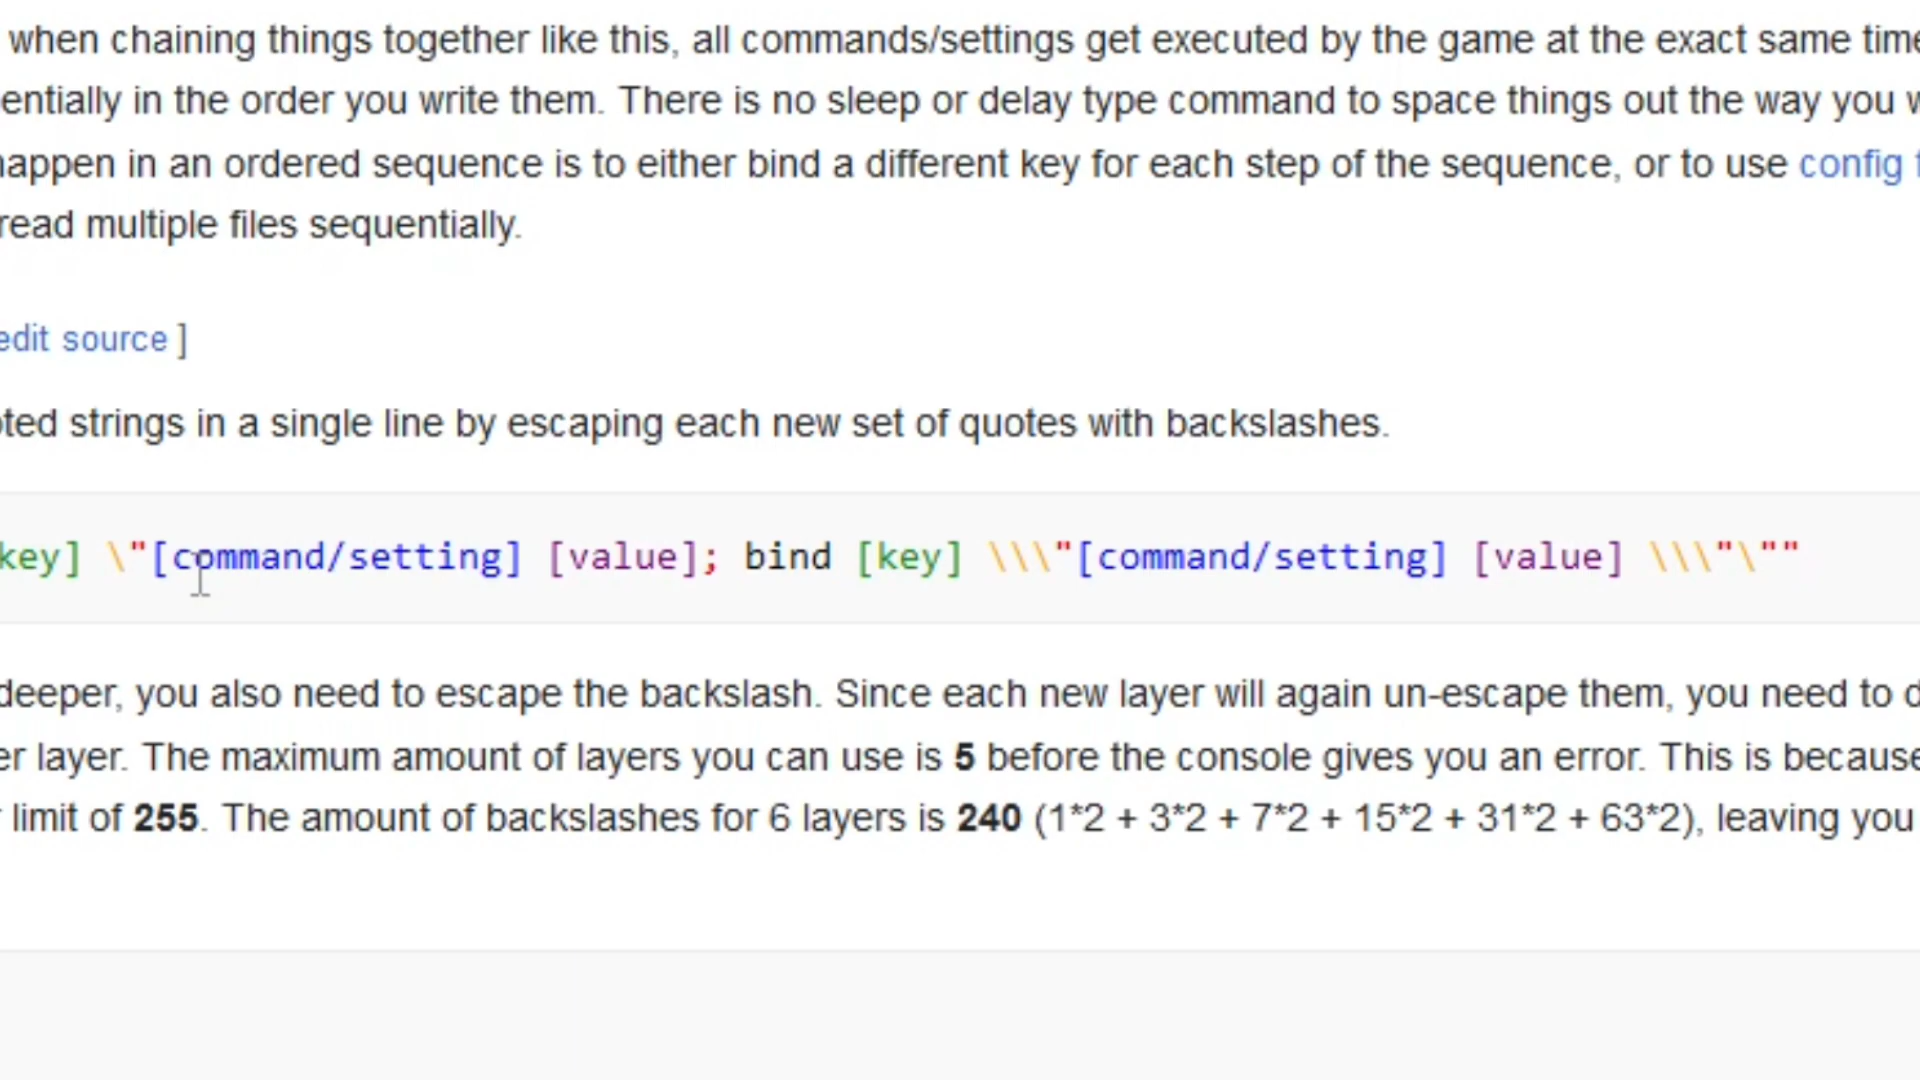 when chaining things together like this, all commands/settings get executed by the game at the exact same time
entially in the order you write them. There is no sleep or delay type command to space things out the way you w
happen in an ordered sequence is to either bind a different key for each step of the sequence, or to use config f
read multiple files sequentially.
edit source ]
oted strings in a single line by escaping each new set of quotes with backslashes.
key] \"[command/setting] [value]; bind [key] \\\"[command/setting] [value] \\\"\""
deeper, you also need to escape the backslash. Since each new layer will again un-escape them, you need to d
er layer. The maximum amount of layers you can use is 5 before the console gives you an error. This is because
limit of 255. The amount of backslashes for 6 layers is 240 (1*2 + 3*2 + 7*2 + 15*2 + 31*2 + 63*2), leaving you